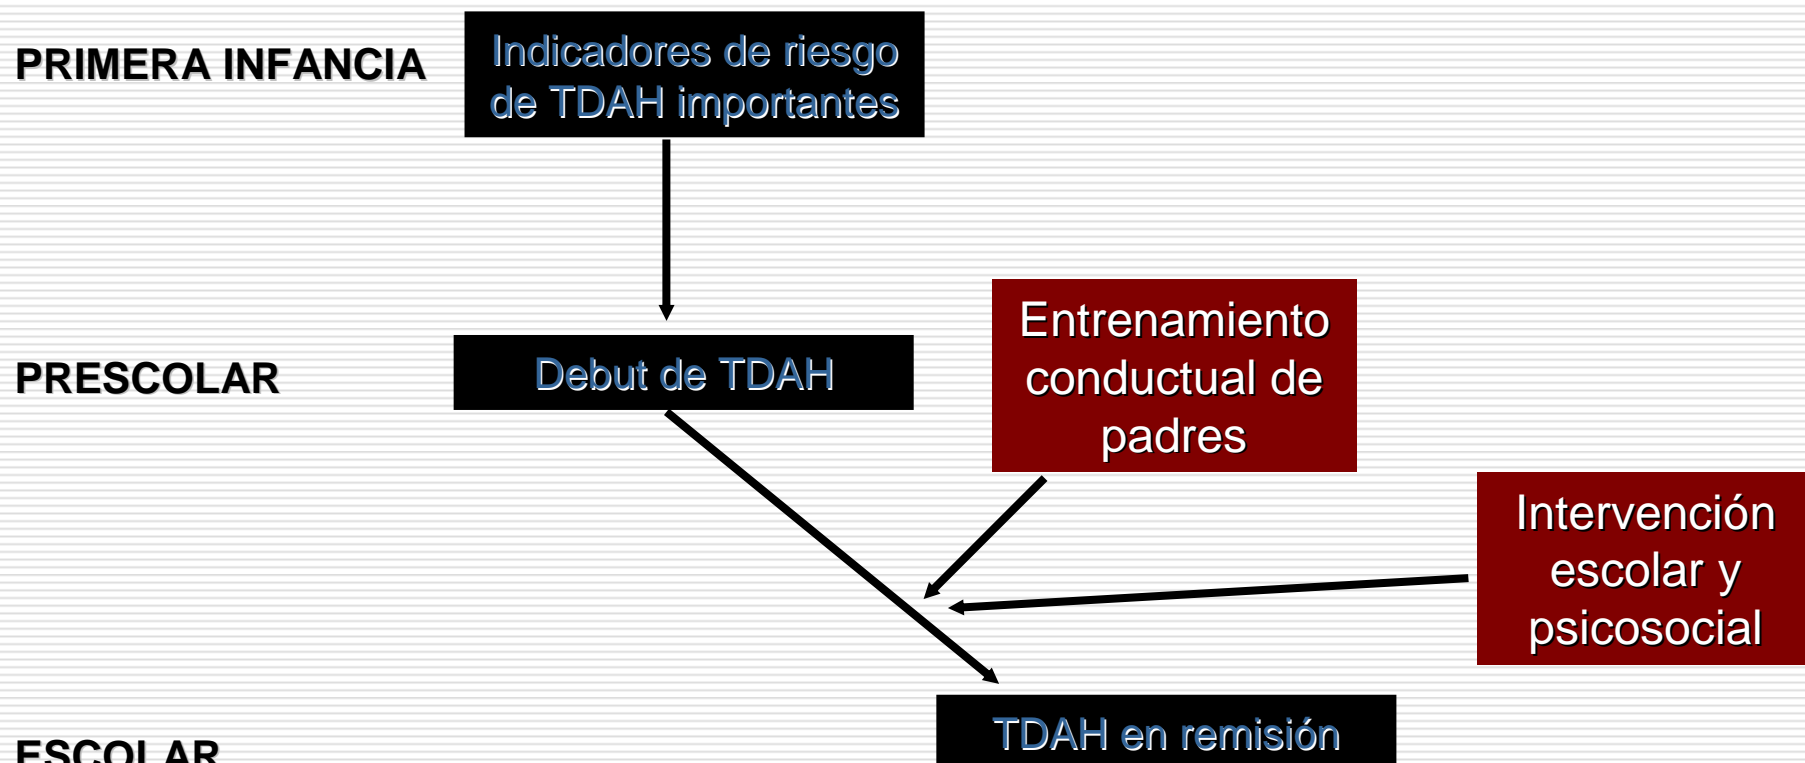 PRIMERA INFANCIA
Indicadores de riesgo
de TDAH importantes
PRESCOLAR
Debut de TDAH
Entrenamiento
conductual de
padres
Intervención
escolar y
psicosocial
TDAH en remisión
ESCOLAR